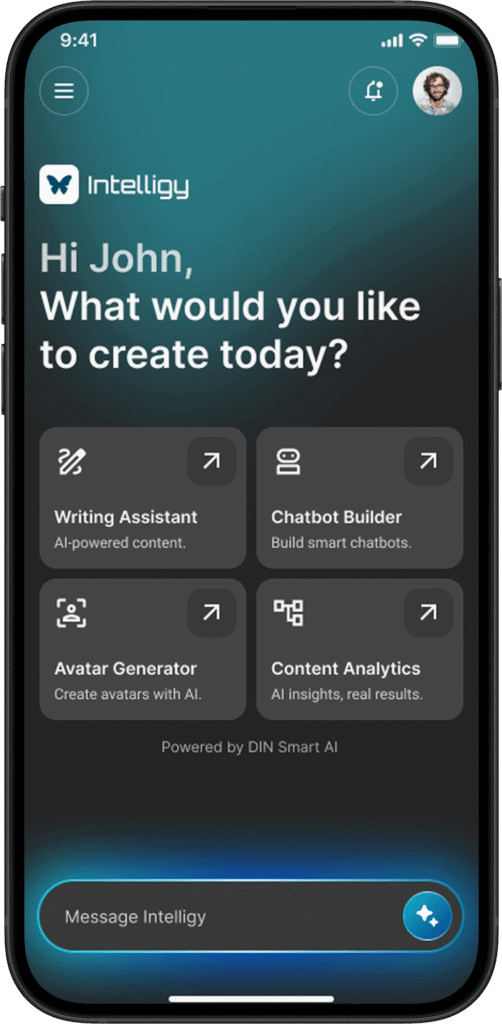 9:41
Intelligy
Hi John,
What would you like
to create today?
Writing Assistant
AI-powered content.
Chatbot Builder
Build smart chatbots.
Avatar Generator
Create avatars with AI.
Content Analytics
AI insights, real results.
Powered by DIN Smart AI
Message Intelligy